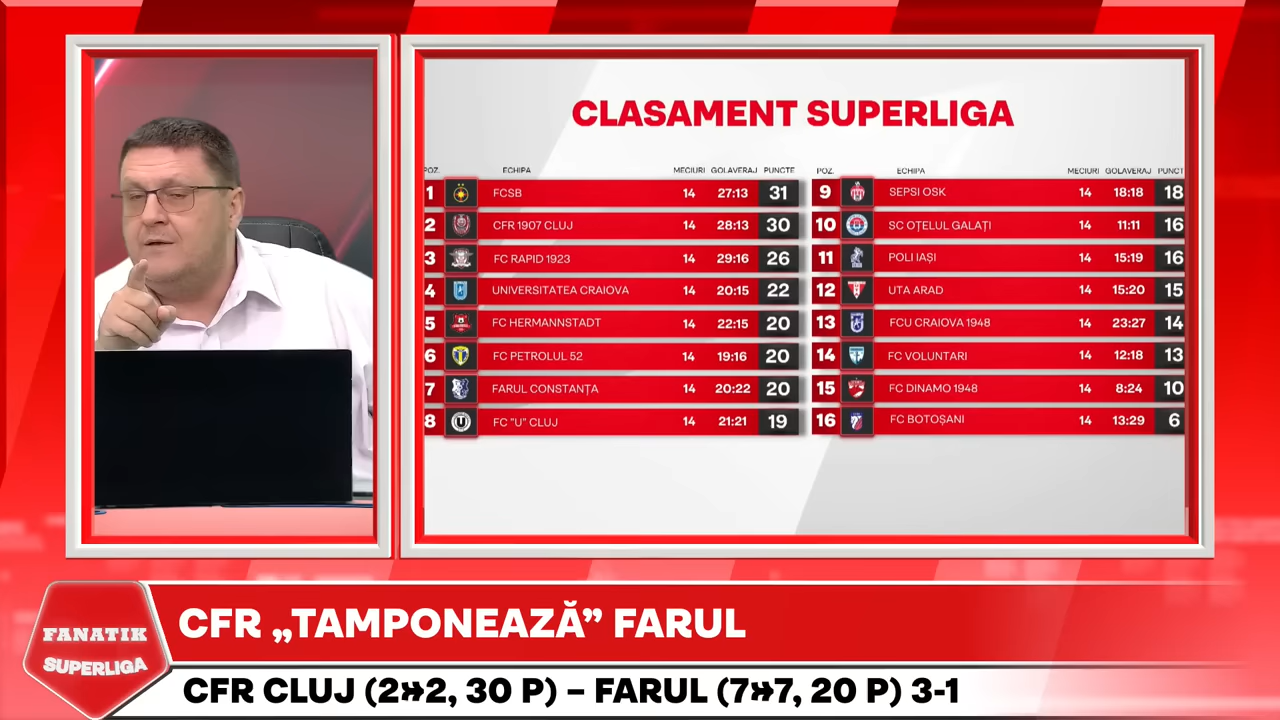 CLASAMENT SUPERLIGA
POZ. ECHIPA MECIURI GOLAVERAJ PUNCTE
1 FCSB 14 27:13 31
2 CFR 1907 CLUJ 14 28:13 30
3 FC RAPID 1923 14 29:16 26
4 UNIVERSITATEA CRAIOVA 14 20:15 22
5 FC HERMANNSTADT 14 22:15 20
6 FC PETROLUL 52 14 19:16 20
7 FARUL CONSTANȚA 14 20:22 20
8 FC "U" CLUJ 14 21:21 19
POZ. ECHIPA MECIURI GOLAVERAJ PUNCT
9 SEPSI OSK 14 18:18 18
10 SC OȚELUL GALAȚI 14 11:11 16
11 POLI IAȘI 14 15:19 16
12 UTA ARAD 14 15:20 15
13 FCU CRAIOVA 1948 14 23:27 14
14 FC VOLUNTARI 14 12:18 13
15 FC DINAMO 1948 14 8:24 10
16 FC BOTOȘANI 14 13:29 6
FANATIK
SUPERLIGA
CFR „TAMPONEAZĂ” FARUL
CFR CLUJ (2»2, 30 P) – FARUL (7»7, 20 P) 3-1